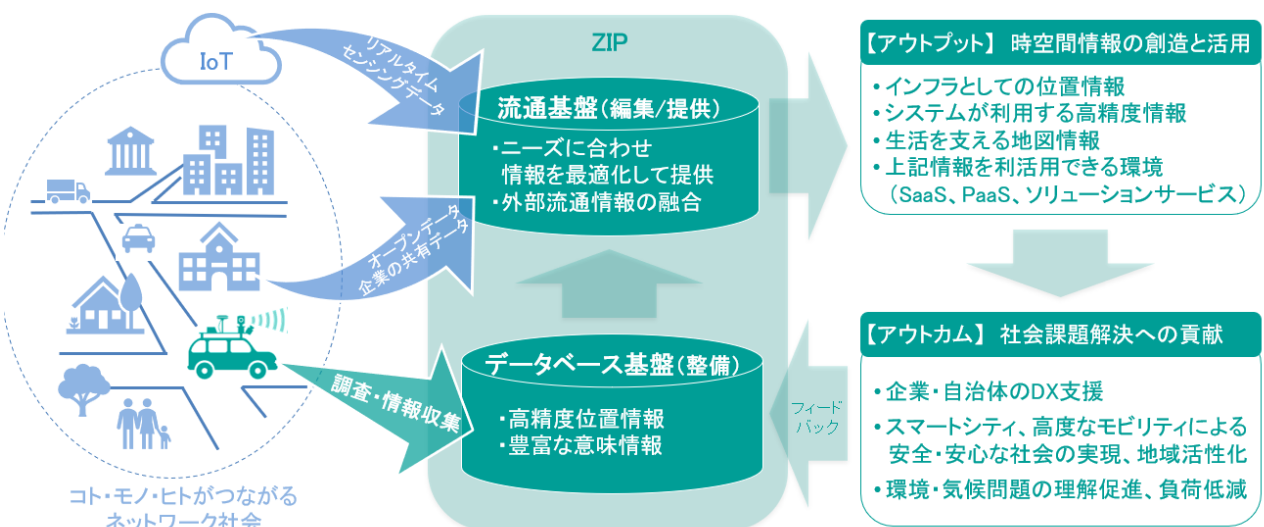 IoT
リアルタイム
センシングデータ
オープンデータ
企業の共有データ
調査・情報収集
コト・モノ・ヒトがつながる
ネットワーク社会
ZIP
流通基盤(編集/提供)
・ニーズに合わせ
情報を最適化して提供
・外部流通情報の融合
データベース基盤(整備)
・高精度位置情報
・豊富な意味情報
【アウトプット】 時空間情報の創造と活用
・インフラとしての位置情報
・システムが利用する高精度情報
・生活を支える地図情報
・上記情報を利活用できる環境
(SaaS、PaaS、ソリューションサービス)
【アウトカム】 社会課題解決への貢献
・企業・自治体のDX支援
・スマートシティ、高度なモビリティによる
安全・安心な社会の実現、地域活性化
・環境・気候問題の理解促進、負荷低減
フィード
バック